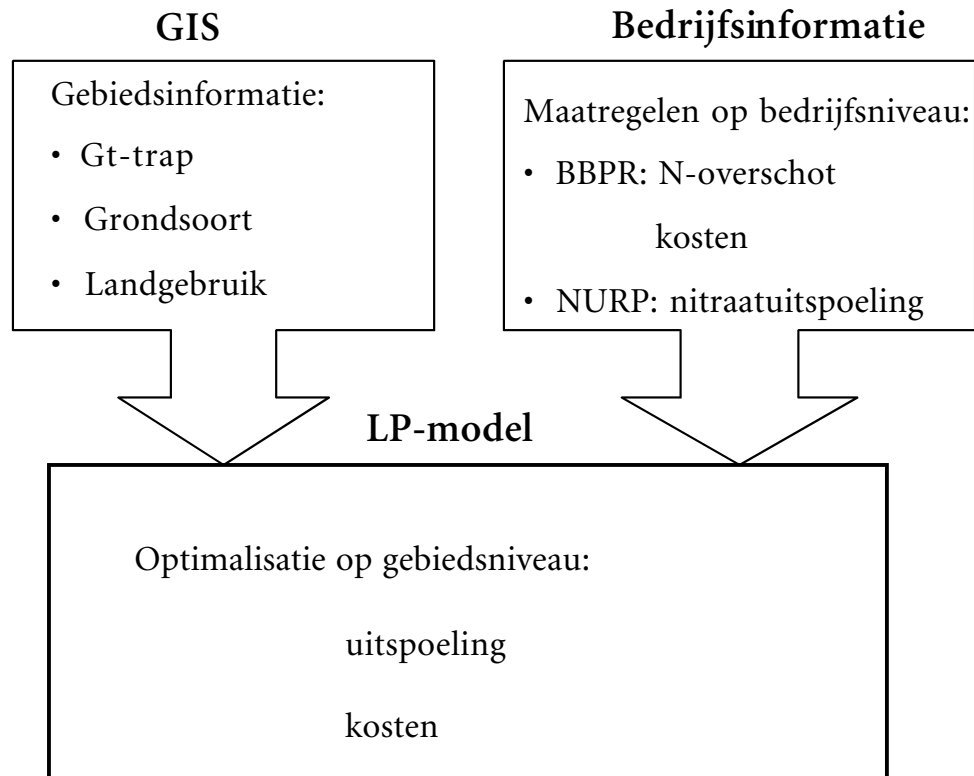 GIS
Gebiedsinformatie:
• Gt-trap
• Grondsoort
• Landgebruik
Bedrijfsinformatie
Maatregelen op bedrijfsniveau:
• BBPR: N-overschot
kosten
• NURP: nitraatuitspoeling
LP-model
Optimalisatie op gebiedsniveau:
uitspoeling
kosten